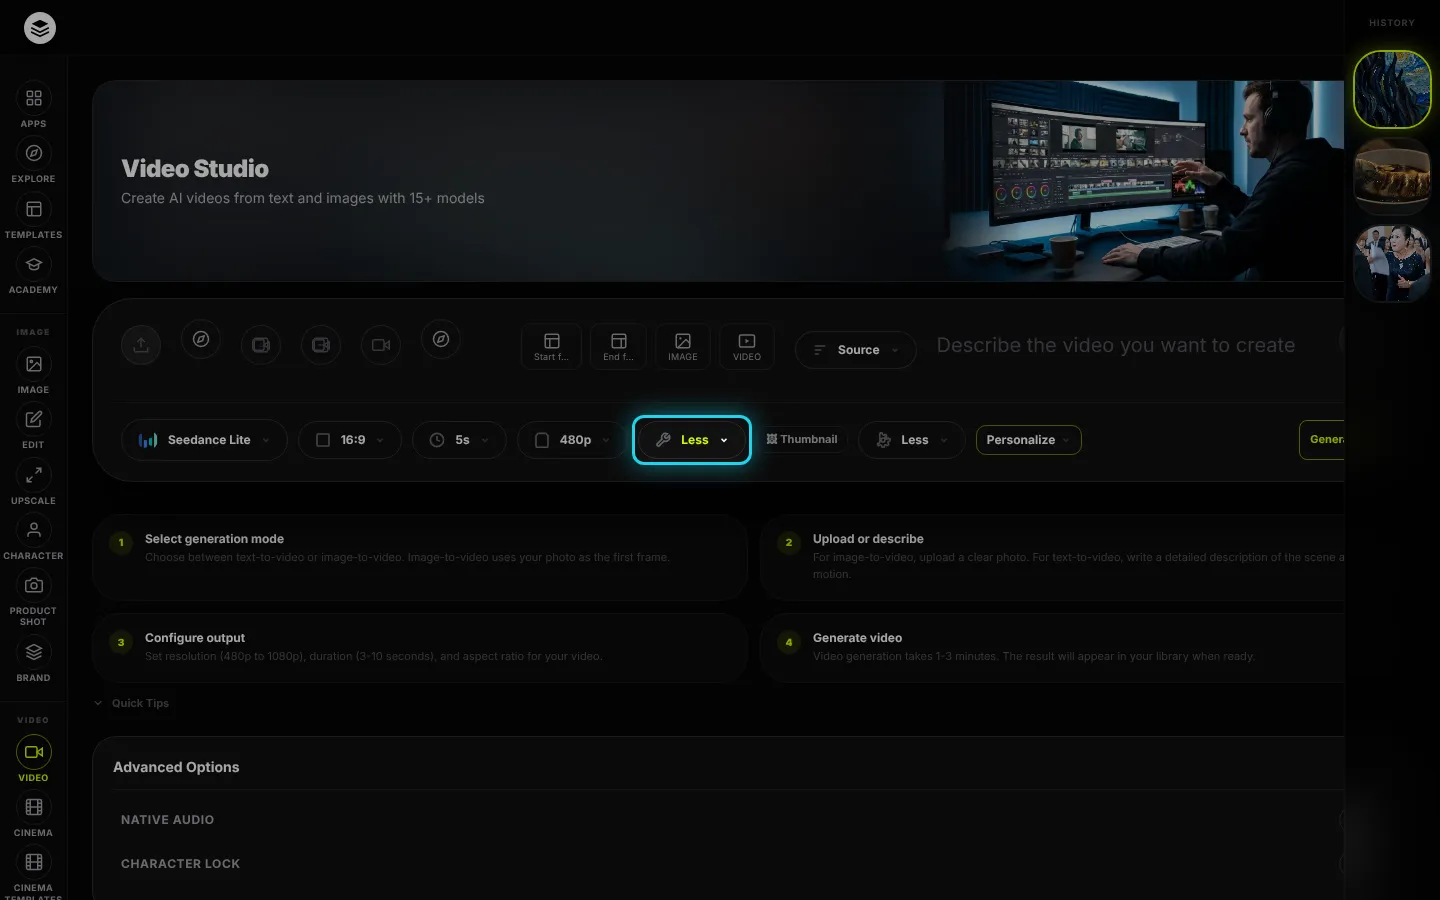 HISTORY
APPS
EXPLORE
TEMPLATES
ACADEMY
IMAGE
IMAGE
EDIT
UPSCALE
CHARACTER
PRODUCT
SHOT
BRAND
VIDEO
VIDEO
CINEMA
CINEMA
TEMPLATES
Video Studio
Create AI videos from text and images with 15+ models
Start f...
End f...
IMAGE
VIDEO
Source
Describe the video you want to create
Seedance Lite
16:9
5s
480p
Less
Thumbnail
Less
Personalize
Gener
1
Select generation mode
Choose between text-to-video or image-to-video. Image-to-video uses your photo as the first frame.
2
Upload or describe
For image-to-video, upload a clear photo. For text-to-video, write a detailed description of the scene a
motion.
3
Configure output
Set resolution (480p to 1080p), duration (3-10 seconds), and aspect ratio for your video.
4
Generate video
Video generation takes 1-3 minutes. The result will appear in your library when ready.
Quick Tips
Advanced Options
NATIVE AUDIO
CHARACTER LOCK